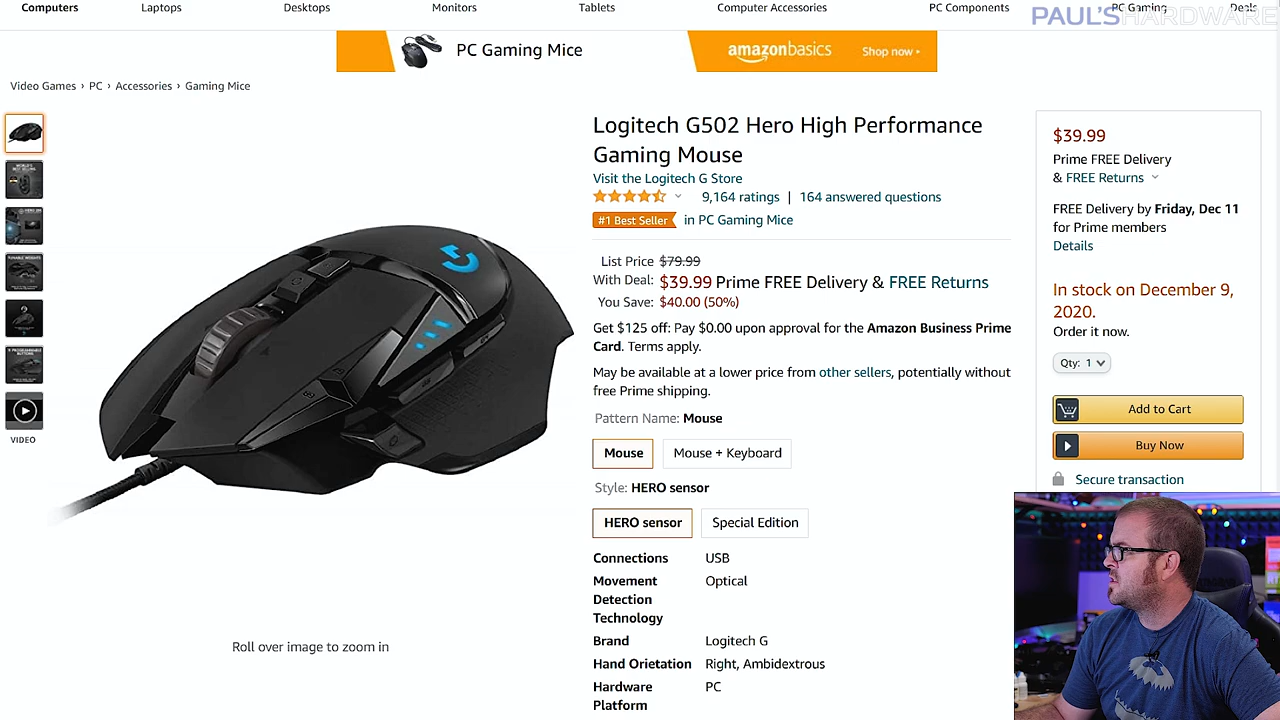 Computers Laptops Desktops Monitors Tablets Computer Accessories PC Components PC Gaming Deals
PAUL'S HARDWARE
PC Gaming Mice amazonbasics Shop now ▸
Video Games › PC › Accessories › Gaming Mice
Logitech G502 Hero High Performance
Gaming Mouse
Visit the Logitech G Store
9,164 ratings | 164 answered questions
#1 Best Seller in PC Gaming Mice
List Price $79.99
With Deal: $39.99 Prime FREE Delivery & FREE Returns
You Save: $40.00 (50%)
Get $125 off: Pay $0.00 upon approval for the Amazon Business Prime
Card. Terms apply.
May be available at a lower price from other sellers, potentially without
free Prime shipping.
Pattern Name: Mouse
Mouse Mouse + Keyboard
Style: HERO sensor
HERO sensor Special Edition
Connections USB
Movement Optical
Detection
Technology
Brand Logitech G
Hand Orietation Right, Ambidextrous
Hardware PC
Platform
VIDEO
Roll over image to zoom in
$39.99
Prime FREE Delivery
& FREE Returns
FREE Delivery by Friday, Dec 11
for Prime members
Details
In stock on December 9,
2020.
Order it now.
Qty: 1
Add to Cart
Buy Now
Secure transaction